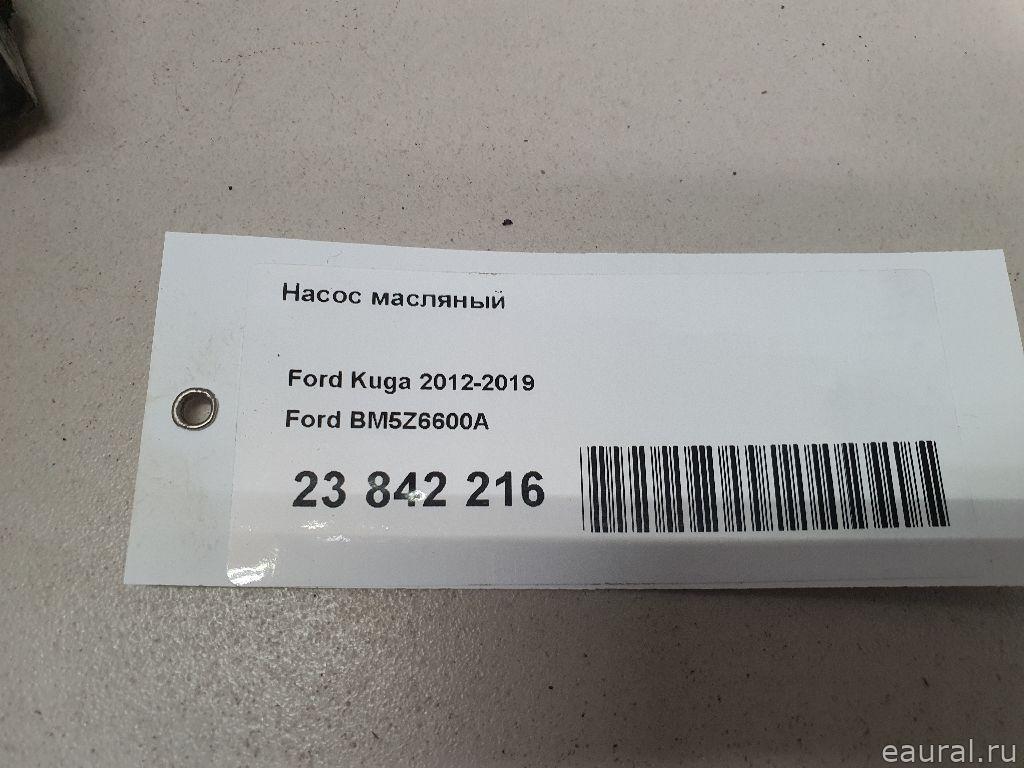 Насос масляный
Ford Kuga 2012-2019
Ford BM5Z6600A
23 842 216
eaural.ru